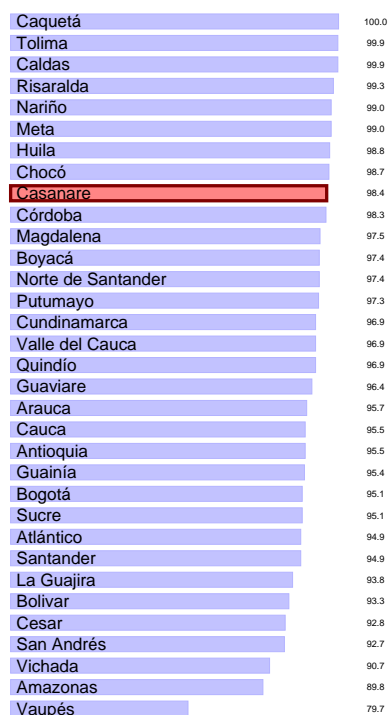 Caquetá 100.0
Tolima 99.9
Caldas 99.9
Risaralda 99.3
Nariño 99.0
Meta 99.0
Huila 98.8
Chocó 98.7
Casanare 98.4
Córdoba 98.3
Magdalena 97.5
Boyacá 97.4
Norte de Santander 97.4
Putumayo 97.3
Cundinamarca 96.9
Valle del Cauca 96.9
Quindío 96.9
Guaviare 96.4
Arauca 95.7
Cauca 95.5
Antioquia 95.5
Guainía 95.4
Bogotá 95.1
Sucre 95.1
Atlántico 94.9
Santander 94.9
La Guajira 93.8
Bolivar 93.3
Cesar 92.8
San Andrés 92.7
Vichada 90.7
Amazonas 89.8
Vaupés 79.7